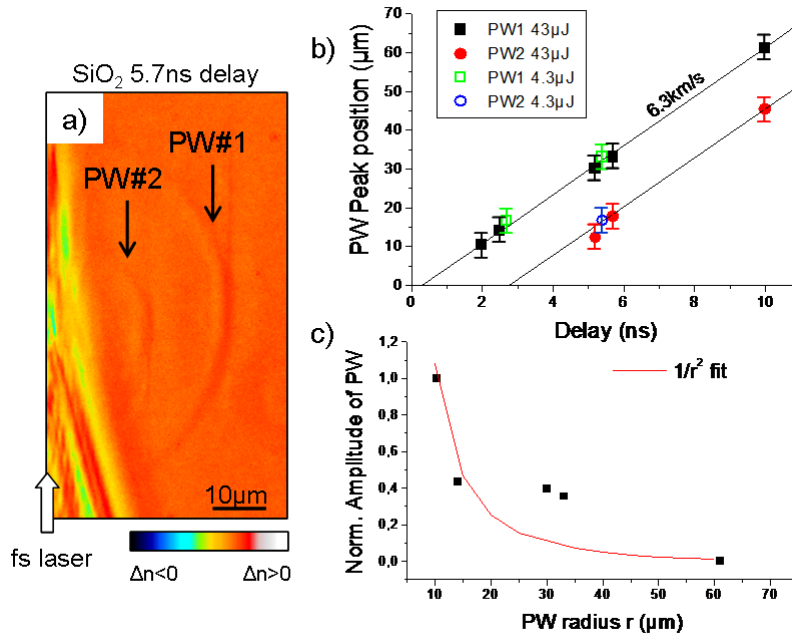 SiO₂ 5.7ns delay
a)
PW#1
PW#2
10µm
fs laser
Δn<0
Δn>0
b)
PW Peak position (µm)
70
60
50
40
30
20
10
0
PW1 43µJ
PW2 43µJ
PW1 4.3µJ
PW2 4.3µJ
6.3km/s
0 2 4 6 8 10
Delay (ns)
c)
Norm. Amplitude of PW
1,2
1,0
0,8
0,6
0,4
0,2
0,0
1/r² fit
10 20 30 40 50 60 70
PW radius r (µm)